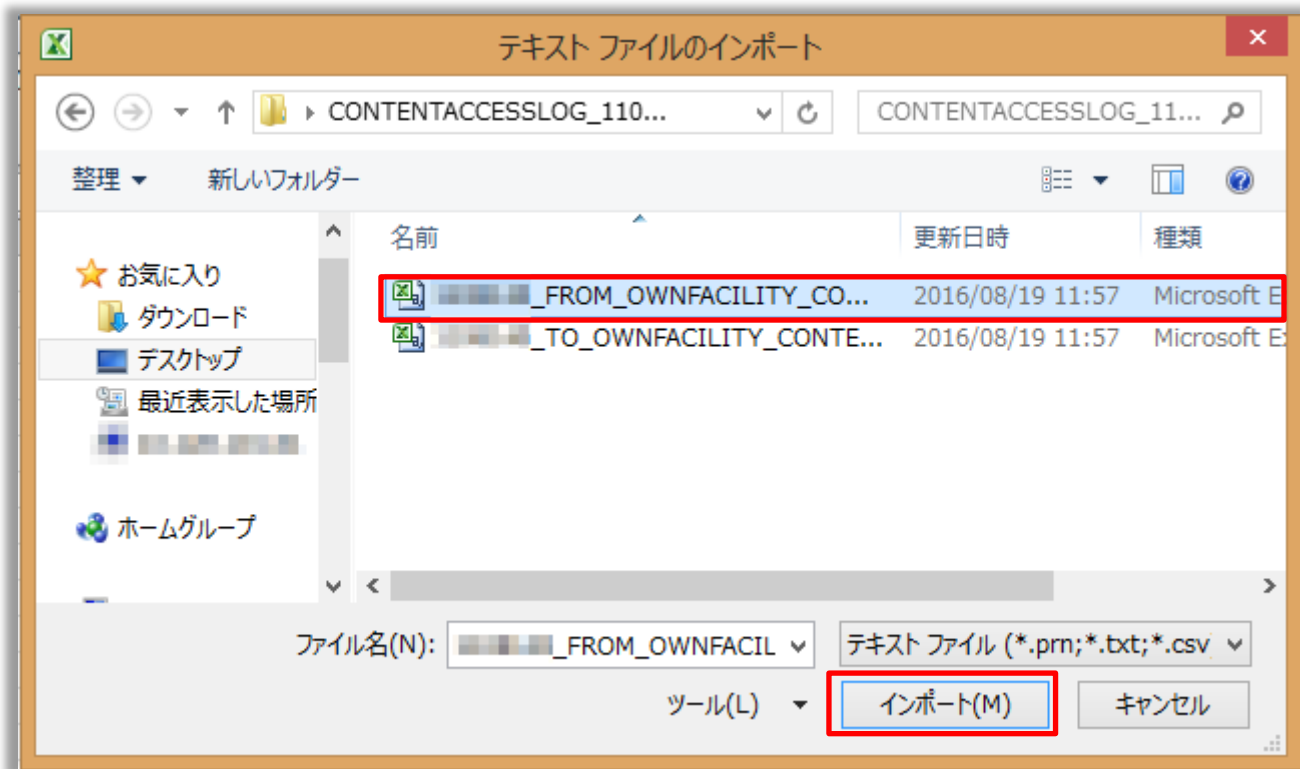 テキスト ファイルのインポート
CONTENTACCESSLOG_110...
CONTENTACCESSLOG_11...
整理
新しいフォルダー
名前 更新日時 種類
お気に入り
ダウンロード
デスクトップ
最近表示した場所
ホームグループ
_FROM_OWNFACILITY_CO... 2016/08/19 11:57 Microsoft E
_TO_OWNFACILITY_CONTE... 2016/08/19 11:57 Microsoft E
ファイル名(N): _FROM_OWNFACIL テキスト ファイル (*.prn;*.txt;*.csv
ツール(L) インポート(M) キャンセル